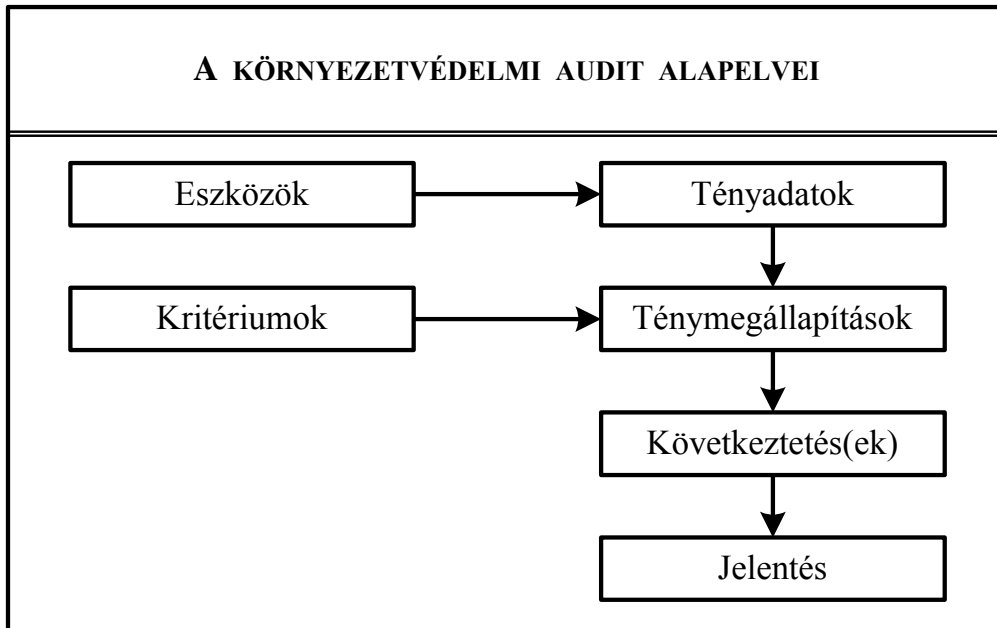 A KÖRNYEZETVÉDELMI AUDIT ALAPELVEI
Eszközök
Tényadatok
Kritériumok
Ténymegállapítások
Következtetés(ek)
Jelentés